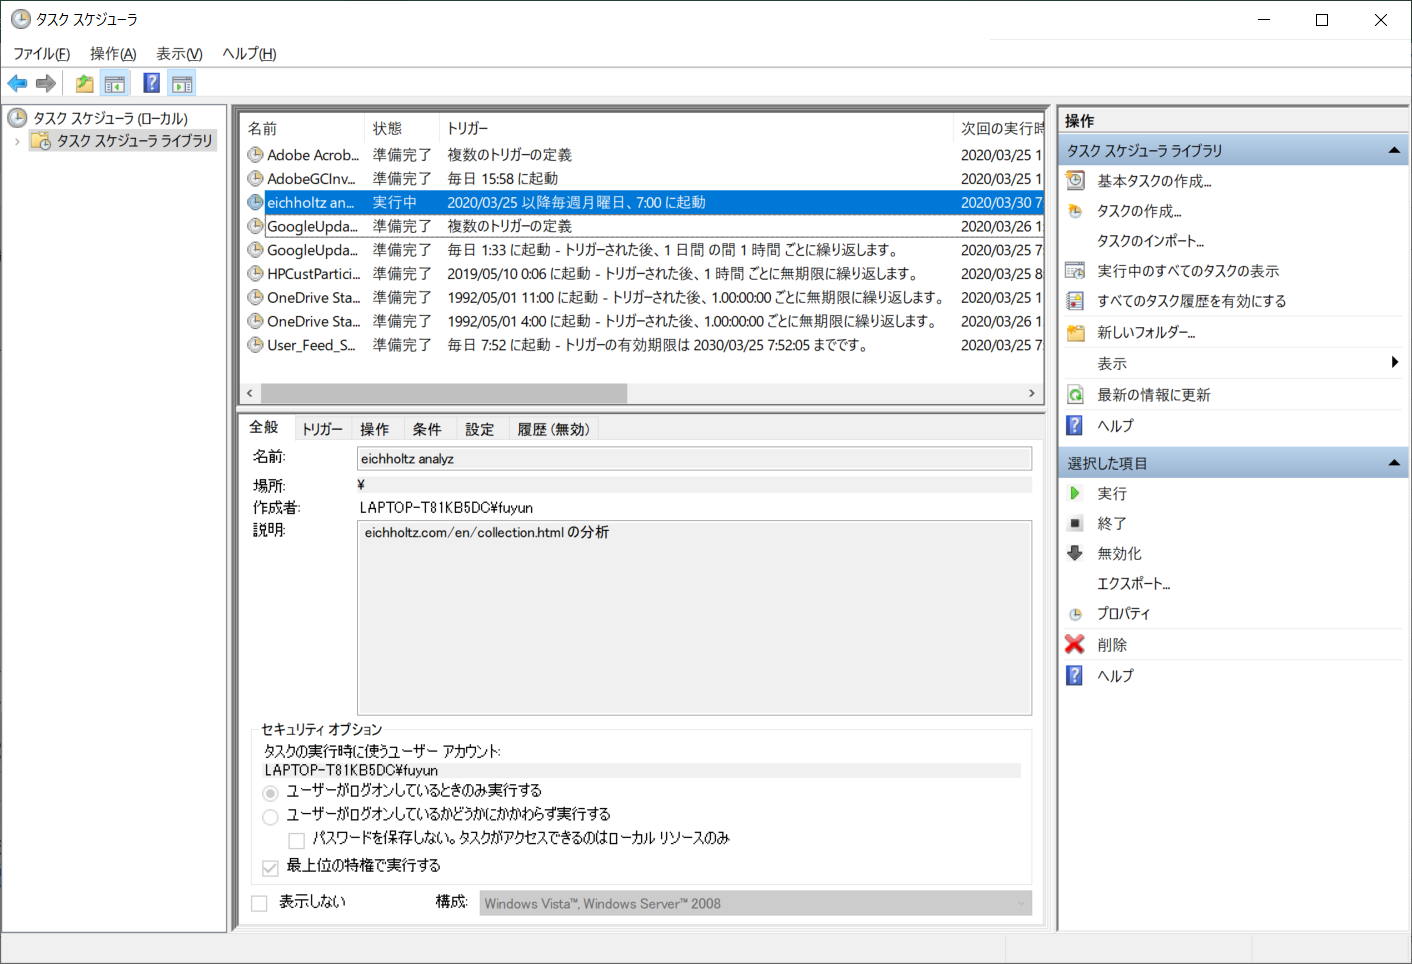 タスク スケジューラ
ファイル(F) 操作(A) 表示(V) ヘルプ(H)
タスク スケジューラ (ローカル)
タスク スケジューラ ライブラリ
名前 状態 トリガー 次回の実行時
Adobe Acrob... 準備完了 複数のトリガーの定義 2020/03/25 1
AdobeGCInv... 準備完了 毎日 15:58 に起動 2020/03/25 1
eichholtz an... 実行中 2020/03/25 以降毎週月曜日、7:00 に起動 2020/03/30 7
GoogleUpda... 準備完了 複数のトリガーの定義 2020/03/26 1
GoogleUpda... 準備完了 毎日 1:33 に起動 - トリガーされた後、1 日間 の間 1 時間 ごとに繰り返します。 2020/03/25 7
HPCustPartici... 準備完了 2019/05/10 0:06 に起動 - トリガーされた後、1 時間 ごとに無期限に繰り返します。 2020/03/25 8
OneDrive Sta... 準備完了 1992/05/01 11:00 に起動 - トリガーされた後、1.00:00:00 ごとに無期限に繰り返します。 2020/03/25 1
OneDrive Sta... 準備完了 1992/05/01 4:00 に起動 - トリガーされた後、1.00:00:00 ごとに無期限に繰り返します。 2020/03/26 1
User_Feed_S... 準備完了 毎日 7:52 に起動 - トリガーの有効期限は 2030/03/25 7:52:05 までです。 2020/03/25 7
全般 トリガー 操作 条件 設定 履歴 (無効)
名前: eichholtz analyz
場所: ¥
作成者: LAPTOP-T81KB5DC¥fuyun
説明: eichholtz.com/en/collection.html の分析
セキュリティ オプション
タスクの実行時に使うユーザー アカウント:
LAPTOP-T81KB5DC¥fuyun
ユーザーがログオンしているときのみ実行する
ユーザーがログオンしているかどうかにかかわらず実行する
パスワードを保存しない。タスクがアクセスできるのはローカル リソースのみ
最上位の特権で実行する
表示しない 構成: Windows Vista™, Windows Server™ 2008
操作
タスク スケジューラ ライブラリ
基本タスクの作成...
タスクの作成...
タスクのインポート...
実行中のすべてのタスクの表示
すべてのタスク履歴を有効にする
新しいフォルダー...
表示
最新の情報に更新
ヘルプ
選択した項目
実行
終了
無効化
エクスポート...
プロパティ
削除
ヘルプ